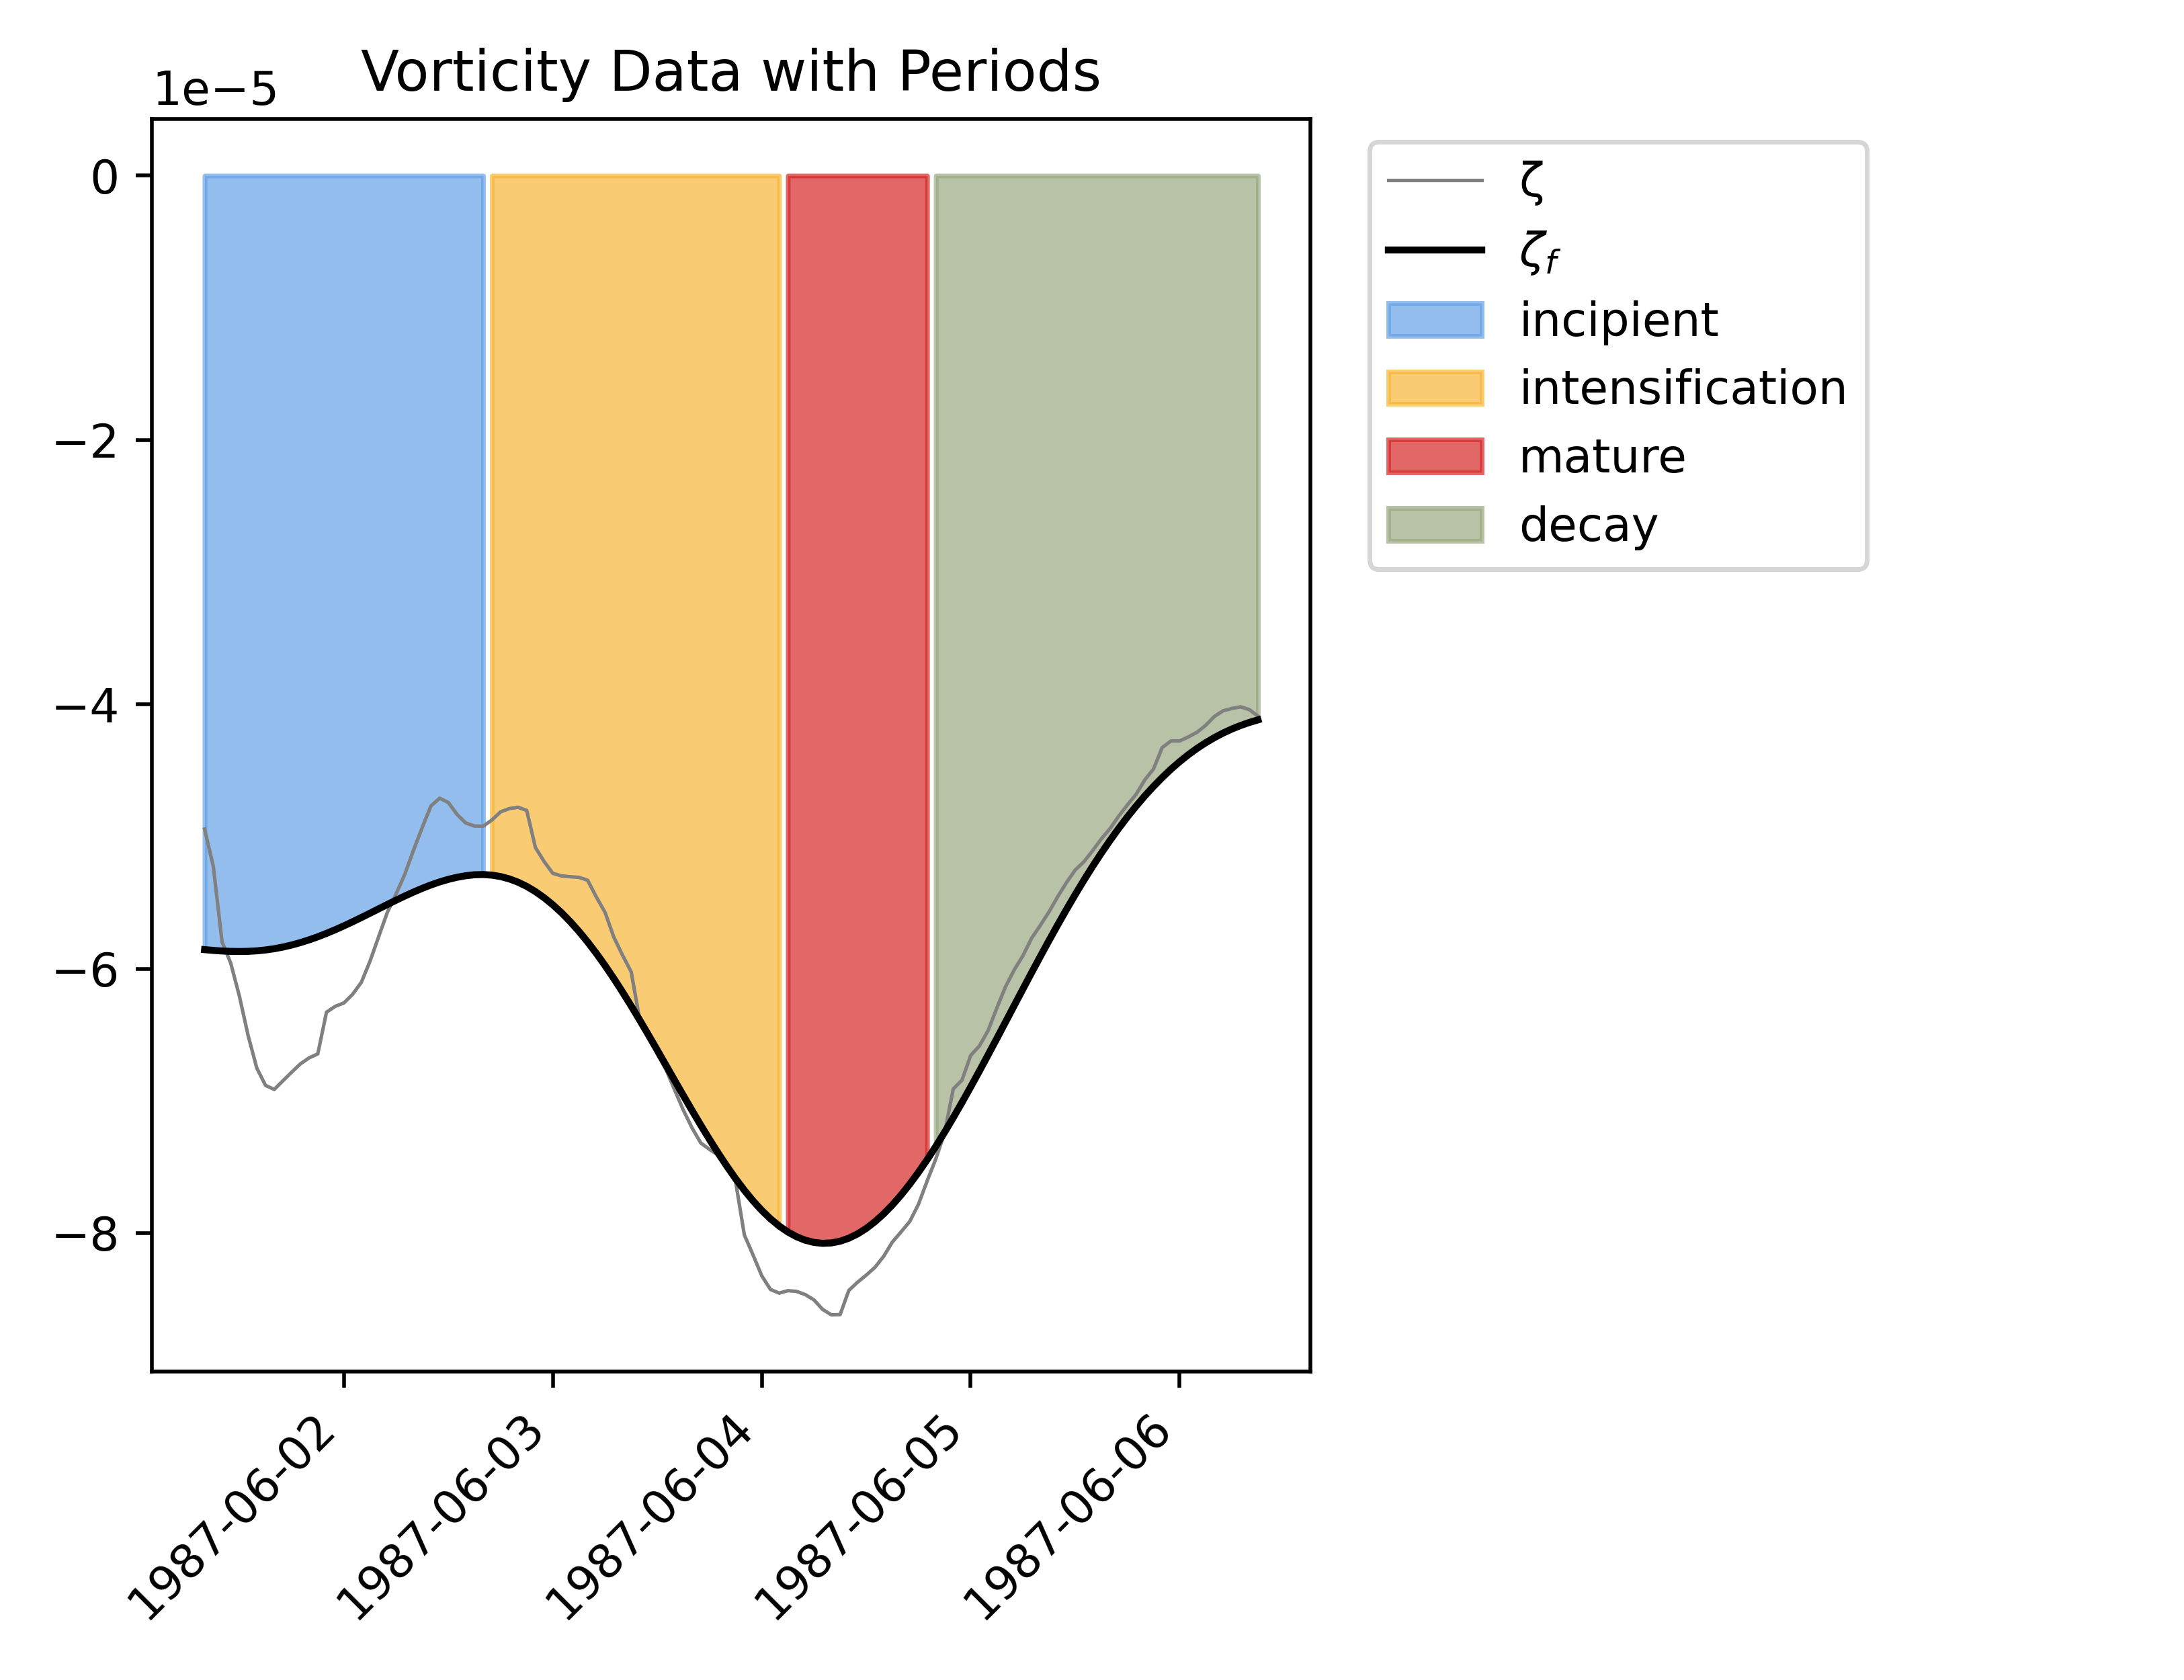 Vorticity Data with Periods
1e−5
0
−2
−4
−6
−8
1987-06-02
1987-06-03
1987-06-04
1987-06-05
1987-06-06
ζ
ζf
incipient
intensification
mature
decay